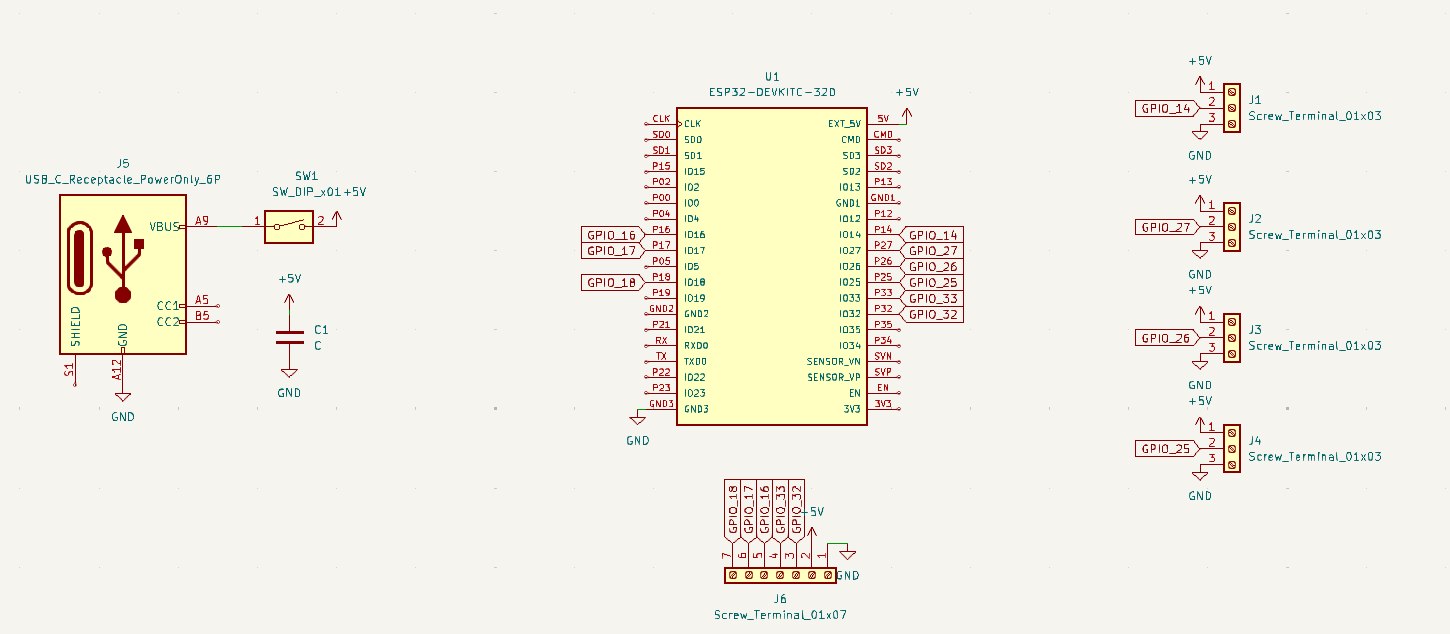 J5
USB_C_Receptacle_PowerOnly_6P
VBUS
A9
CC1
A5
CC2
B5
SHIELD
GND
S1
A12
GND
SW1
SW_DIP_x01
+5V
1
2
+5V
C1
C
GND
U1
ESP32-DEVKITC-32D
+5V
CLK CLK EXT_5V 5V
SD0 SD0 CMD CMD
SD1 SD1 SD3 SD3
P15 IO15 SD2 SD2
P02 IO2 IO13 P13
P00 IO0 GND1 GND1
P04 IO4 IO12 P12
GPIO_16 P16 IO16 IO14 P14 GPIO_14
GPIO_17 P17 IO17 IO27 P27 GPIO_27
P05 IO5 IO26 P26 GPIO_26
GPIO_18 P18 IO18 IO25 P25 GPIO_25
P19 IO19 IO33 P33 GPIO_33
GND2 GND2 IO32 P32 GPIO_32
P21 IO21 IO35 P35
RX RXD0 IO34 P34
TX TXD0 SENSOR_VN SVN
P22 IO22 SENSOR_VP SVP
P23 IO23 EN EN
GND3 GND3 3V3 3V3
GND
GPIO_18
GPIO_17
GPIO_16
GPIO_33
GPIO_32
+5V
7 6 5 4 3 2 1
GND
J6
Screw_Terminal_01x07
+5V
1
GPIO_14 2
3
J1
Screw_Terminal_01x03
GND
+5V
1
GPIO_27 2
3
J2
Screw_Terminal_01x03
GND
+5V
1
GPIO_26 2
3
J3
Screw_Terminal_01x03
GND
+5V
1
GPIO_25 2
3
J4
Screw_Terminal_01x03
GND